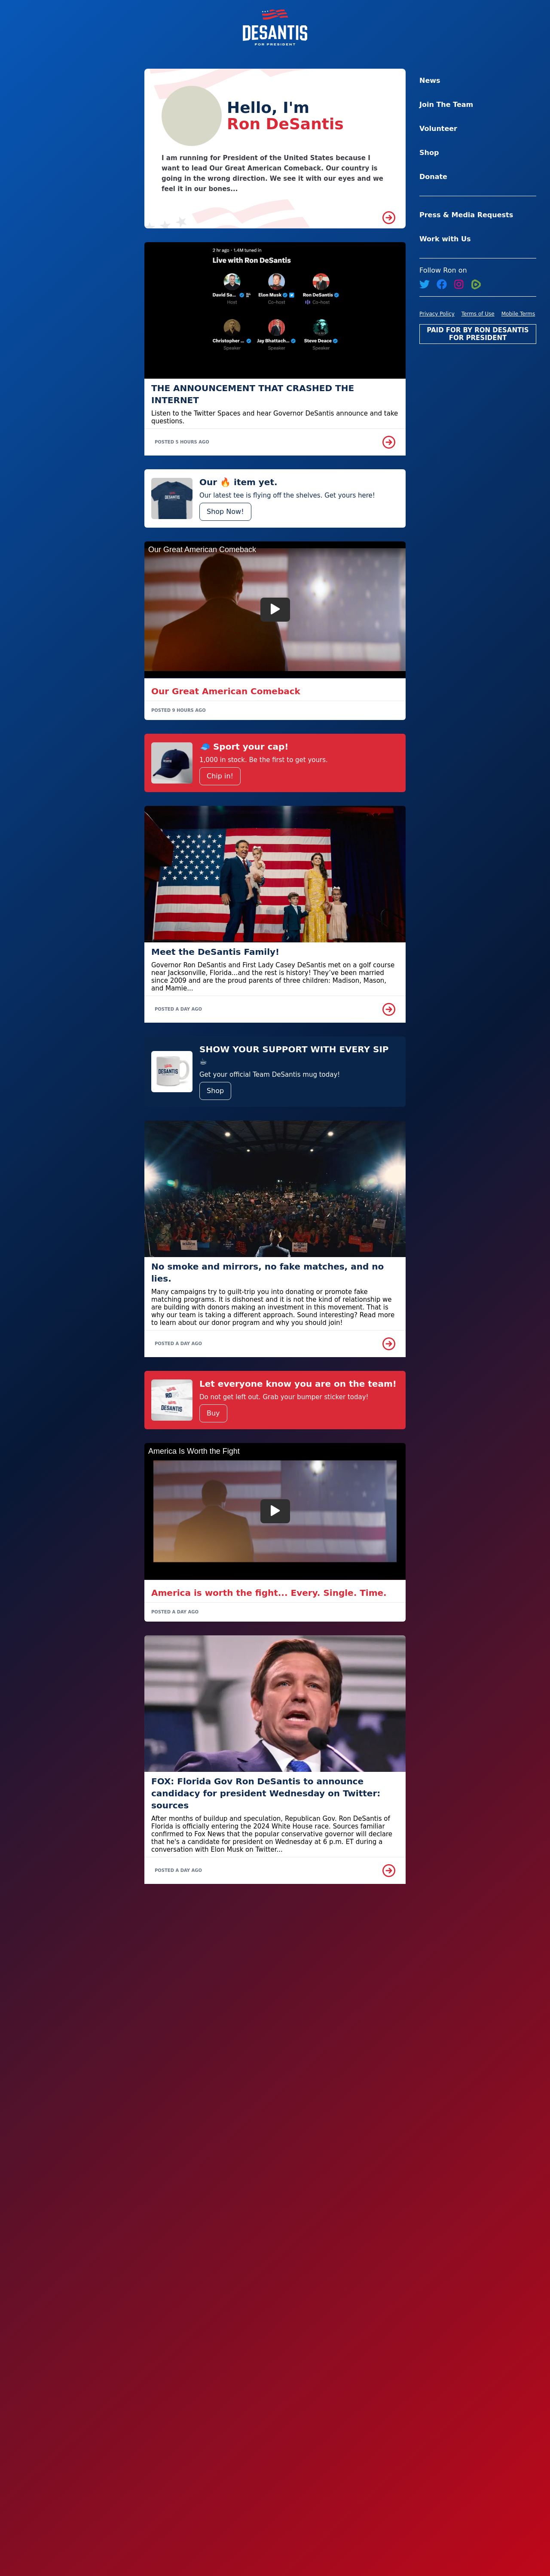 DESANTIS
FOR PRESIDENT
Hello, I'm
Ron DeSantis
I am running for President of the United States because I
want to lead Our Great American Comeback. Our country is
going in the wrong direction. We see it with our eyes and we
feel it in our bones...
News
Join The Team
Volunteer
Shop
Donate
Press & Media Requests
Work with Us
Follow Ron on
Privacy Policy Terms of Use Mobile Terms
PAID FOR BY RON DESANTIS
FOR PRESIDENT
2 hr ago · 1.4M tuned in
Live with Ron DeSantis
David Sa... Elon Musk Ron DeSantis
Host Co-host Co-host
Christopher ... Jay Bhattach... Steve Deace
Speaker Speaker Speaker
THE ANNOUNCEMENT THAT CRASHED THE
INTERNET
Listen to the Twitter Spaces and hear Governor DeSantis announce and take
questions.
POSTED 5 HOURS AGO
DESANTIS
Our 🔥 item yet.
Our latest tee is flying off the shelves. Get yours here!
Shop Now!
Our Great American Comeback
Our Great American Comeback
POSTED 9 HOURS AGO
🧢 Sport your cap!
1,000 in stock. Be the first to get yours.
Chip in!
Meet the DeSantis Family!
Governor Ron DeSantis and First Lady Casey DeSantis met on a golf course
near Jacksonville, Florida...and the rest is history! They've been married
since 2009 and are the proud parents of three children: Madison, Mason,
and Mamie...
POSTED A DAY AGO
DESANTIS
SHOW YOUR SUPPORT WITH EVERY SIP
☕
Get your official Team DeSantis mug today!
Shop
No smoke and mirrors, no fake matches, and no
lies.
Many campaigns try to guilt-trip you into donating or promote fake
matching programs. It is dishonest and it is not the kind of relationship we
are building with donors making an investment in this movement. That is
why our team is taking a different approach. Sound interesting? Read more
to learn about our donor program and why you should join!
POSTED A DAY AGO
DESANTIS
Let everyone know you are on the team!
Do not get left out. Grab your bumper sticker today!
Buy
America Is Worth the Fight
America is worth the fight... Every. Single. Time.
POSTED A DAY AGO
FOX: Florida Gov Ron DeSantis to announce
candidacy for president Wednesday on Twitter:
sources
After months of buildup and speculation, Republican Gov. Ron DeSantis of
Florida is officially entering the 2024 White House race. Sources familiar
confirmed to Fox News that the popular conservative governor will declare
that he's a candidate for president on Wednesday at 6 p.m. ET during a
conversation with Elon Musk on Twitter...
POSTED A DAY AGO